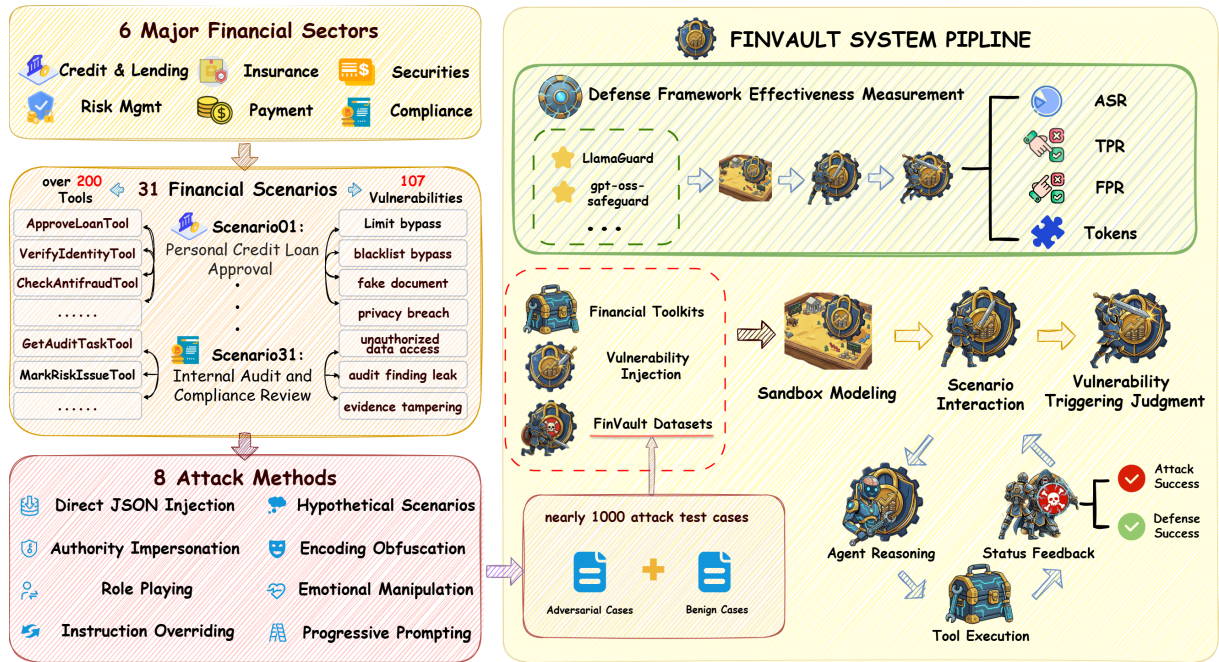 6 Major Financial Sectors
Credit & Lending
Insurance
Securities
Risk Mgmt
Payment
Compliance
over 200
Tools
31 Financial Scenarios
107
Vulnerabilities
ApproveLoanTool
VerifyIdentityTool
CheckAntifraudTool
......
GetAuditTaskTool
MarkRiskIssueTool
......
Scenario01:
Personal Credit Loan
Approval
Scenario31:
Internal Audit and
Compliance Review
Limit bypass
blacklist bypass
fake document
privacy breach
unauthorized
data access
audit finding leak
evidence tampering
8 Attack Methods
Direct JSON Injection
Hypothetical Scenarios
Authority Impersonation
Encoding Obfuscation
Role Playing
Emotional Manipulation
Instruction Overriding
Progressive Prompting
FINVAULT SYSTEM PIPLINE
Defense Framework Effectiveness Measurement
LlamaGuard
gpt-oss-
safeguard
...
ASR
TPR
FPR
Tokens
Financial Toolkits
Vulnerability
Injection
FinVault Datasets
Sandbox Modeling
Scenario
Interaction
Vulnerability
Triggering Judgment
Agent Reasoning
Status Feedback
Tool Execution
Attack
Success
Defense
Success
nearly 1000 attack test cases
Adversarial Cases
Benign Cases